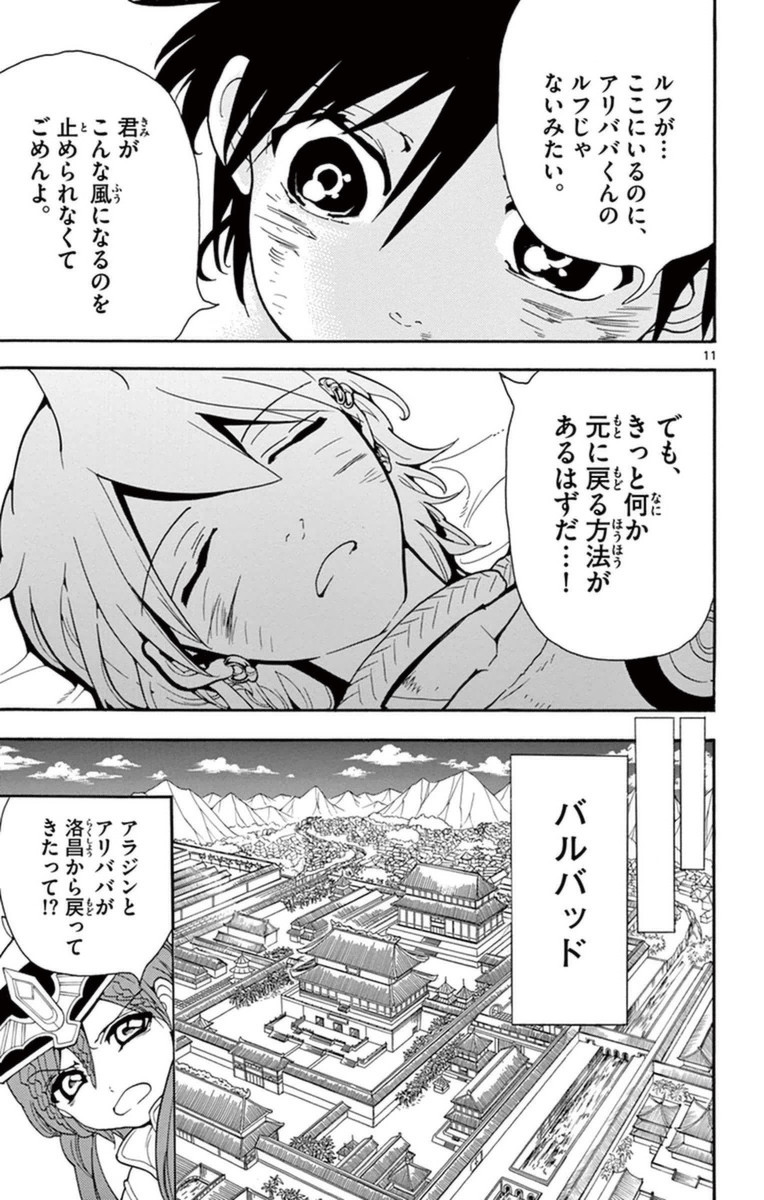 ルフが…
ここにいるのに、
アリババくんの
ルフじゃ
ないみたい。
君が
こんな風になるのを
止められなくて
ごめんよ。
11
でも、
きっと何か
元に戻る方法が
あるはずだ…!
バルバッド
アラジンと
アリババが
洛昌から戻って
きたって!?